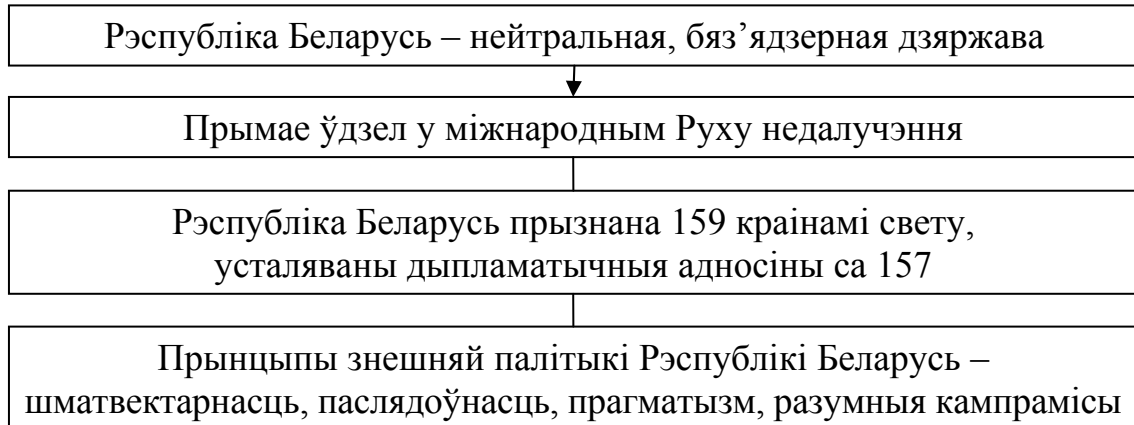 Рэспубліка Беларусь – нейтральная, бяз’ядзерная дзяржава
Прымае ўдзел у міжнародным Руху недалучэння
Рэспубліка Беларусь прызнана 159 краінамі свету,
усталяваны дыпламатычныя адносіны са 157
Прынцыпы знешняй палітыкі Рэспублікі Беларусь –
шматвектарнасць, паслядоўнасць, прагматызм, разумныя кампрамісы